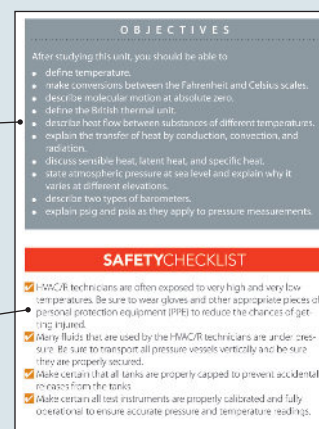 OBJECTIVES
After studying this unit, you should be able to
define temperature.
make conversions between the Fahrenheit and Celsius scales.
describe molecular motion at absolute zero.
define the British thermal unit.
describe heat flow between substances of different temperatures.
explain the transfer of heat by conduction, convection, and
radiation.
discuss sensible heat, latent heat, and specific heat.
state atmospheric pressure at sea level and explain why it
varies at different elevations.
describe two types of barometers.
explain psig and psia as they apply to pressure measurements.
SAFETYCHECKLIST
HVAC/R technicians are often exposed to very high and very low
temperatures. Be sure to wear gloves and other appropriate pieces of
personal protection equipment (PPE) to reduce the chances of get-
ting injured.
Many fluids that are used by the HVAC/R technicians are under pres-
sure. Be sure to transport all pressure vessels vertically and be sure
they are properly secured.
Make certain that all tanks are properly capped to prevent accidental
releases from the tanks
Make certain all test instruments are properly calibrated and fully
operational to ensure accurate pressure and temperature readings.